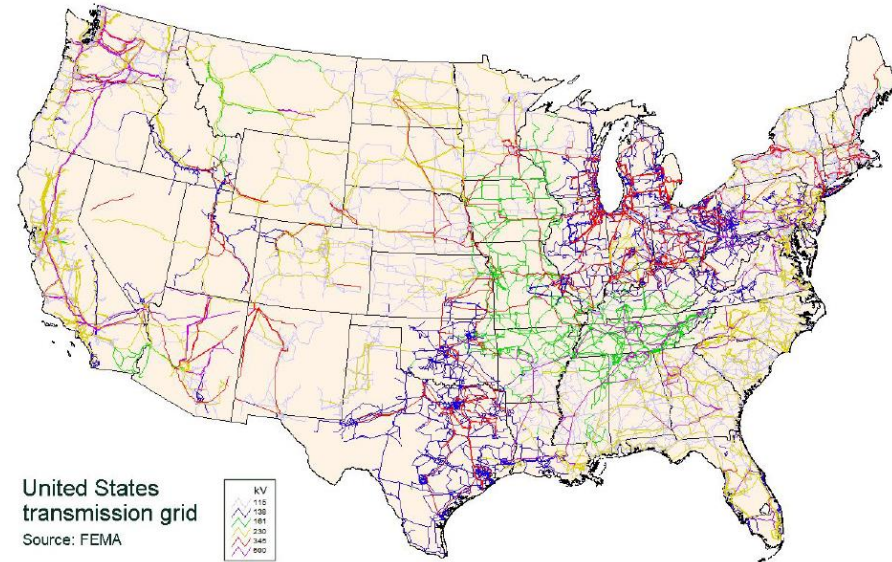 United States
transmission grid
Source: FEMA
kV
115
138
161
230
345
500